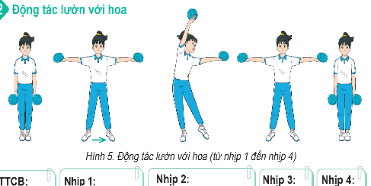 2 Động tác lườn với hoa
Hình 5. Động tác lườn với hoa (từ nhịp 1 đến nhịp 4)
TTCB: Nhịp 1: Nhịp 2: Nhịp 3: Nhịp 4: